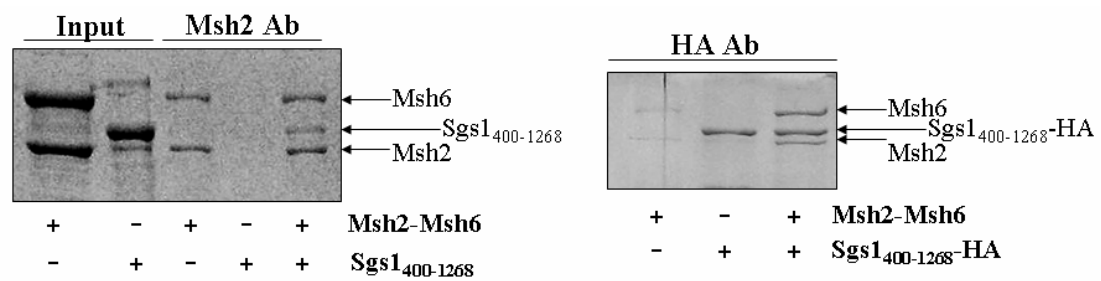 Input Msh2 Ab
Msh6
Sgs1400-1268
Msh2
+ - + - + Msh2-Msh6
- + - + + Sgs1400-1268
HA Ab
Msh6
Sgs1400-1268-HA
Msh2
+ - + Msh2-Msh6
- + + Sgs1400-1268-HA